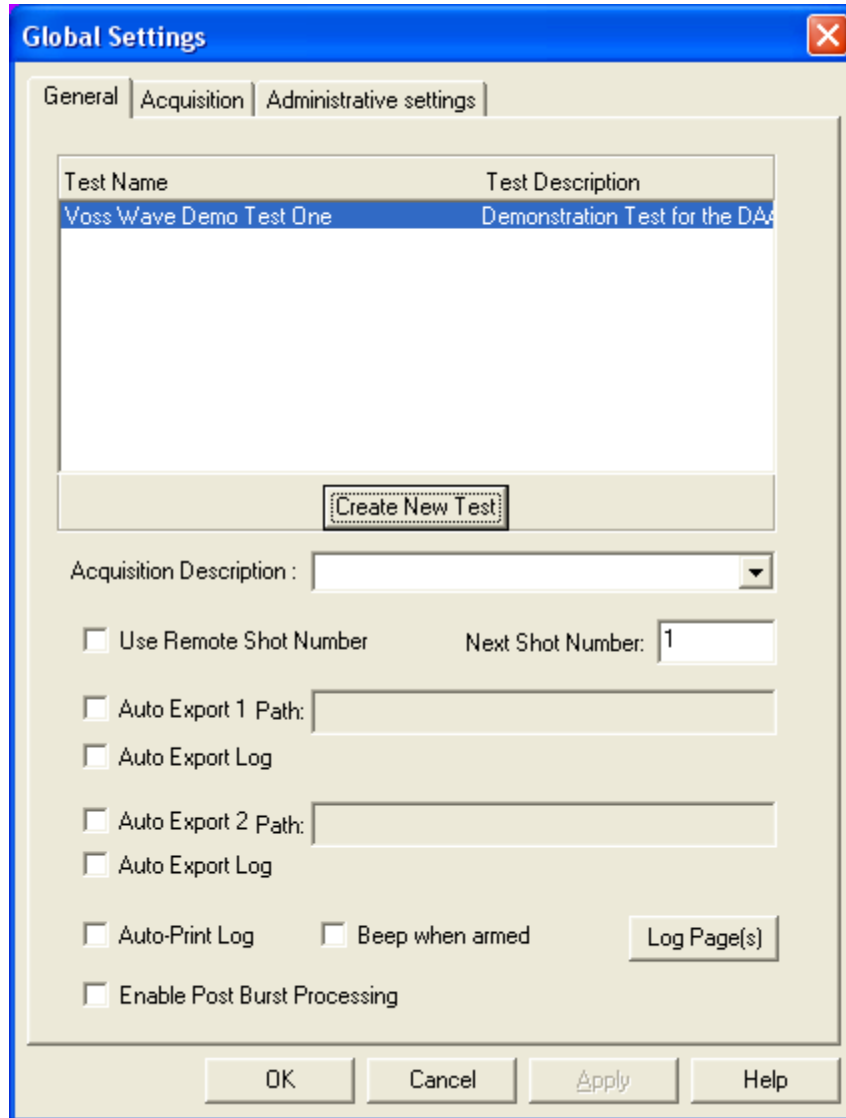 Global Settings
General Acquisition Administrative settings
Test Name Test Description
Voss Wave Demo Test One Demonstration Test for the DAA
Create New Test
Acquisition Description :
Use Remote Shot Number Next Shot Number: 1
Auto Export 1 Path:
Auto Export Log
Auto Export 2 Path:
Auto Export Log
Auto-Print Log Beep when armed Log Page(s)
Enable Post Burst Processing
OK Cancel Apply Help